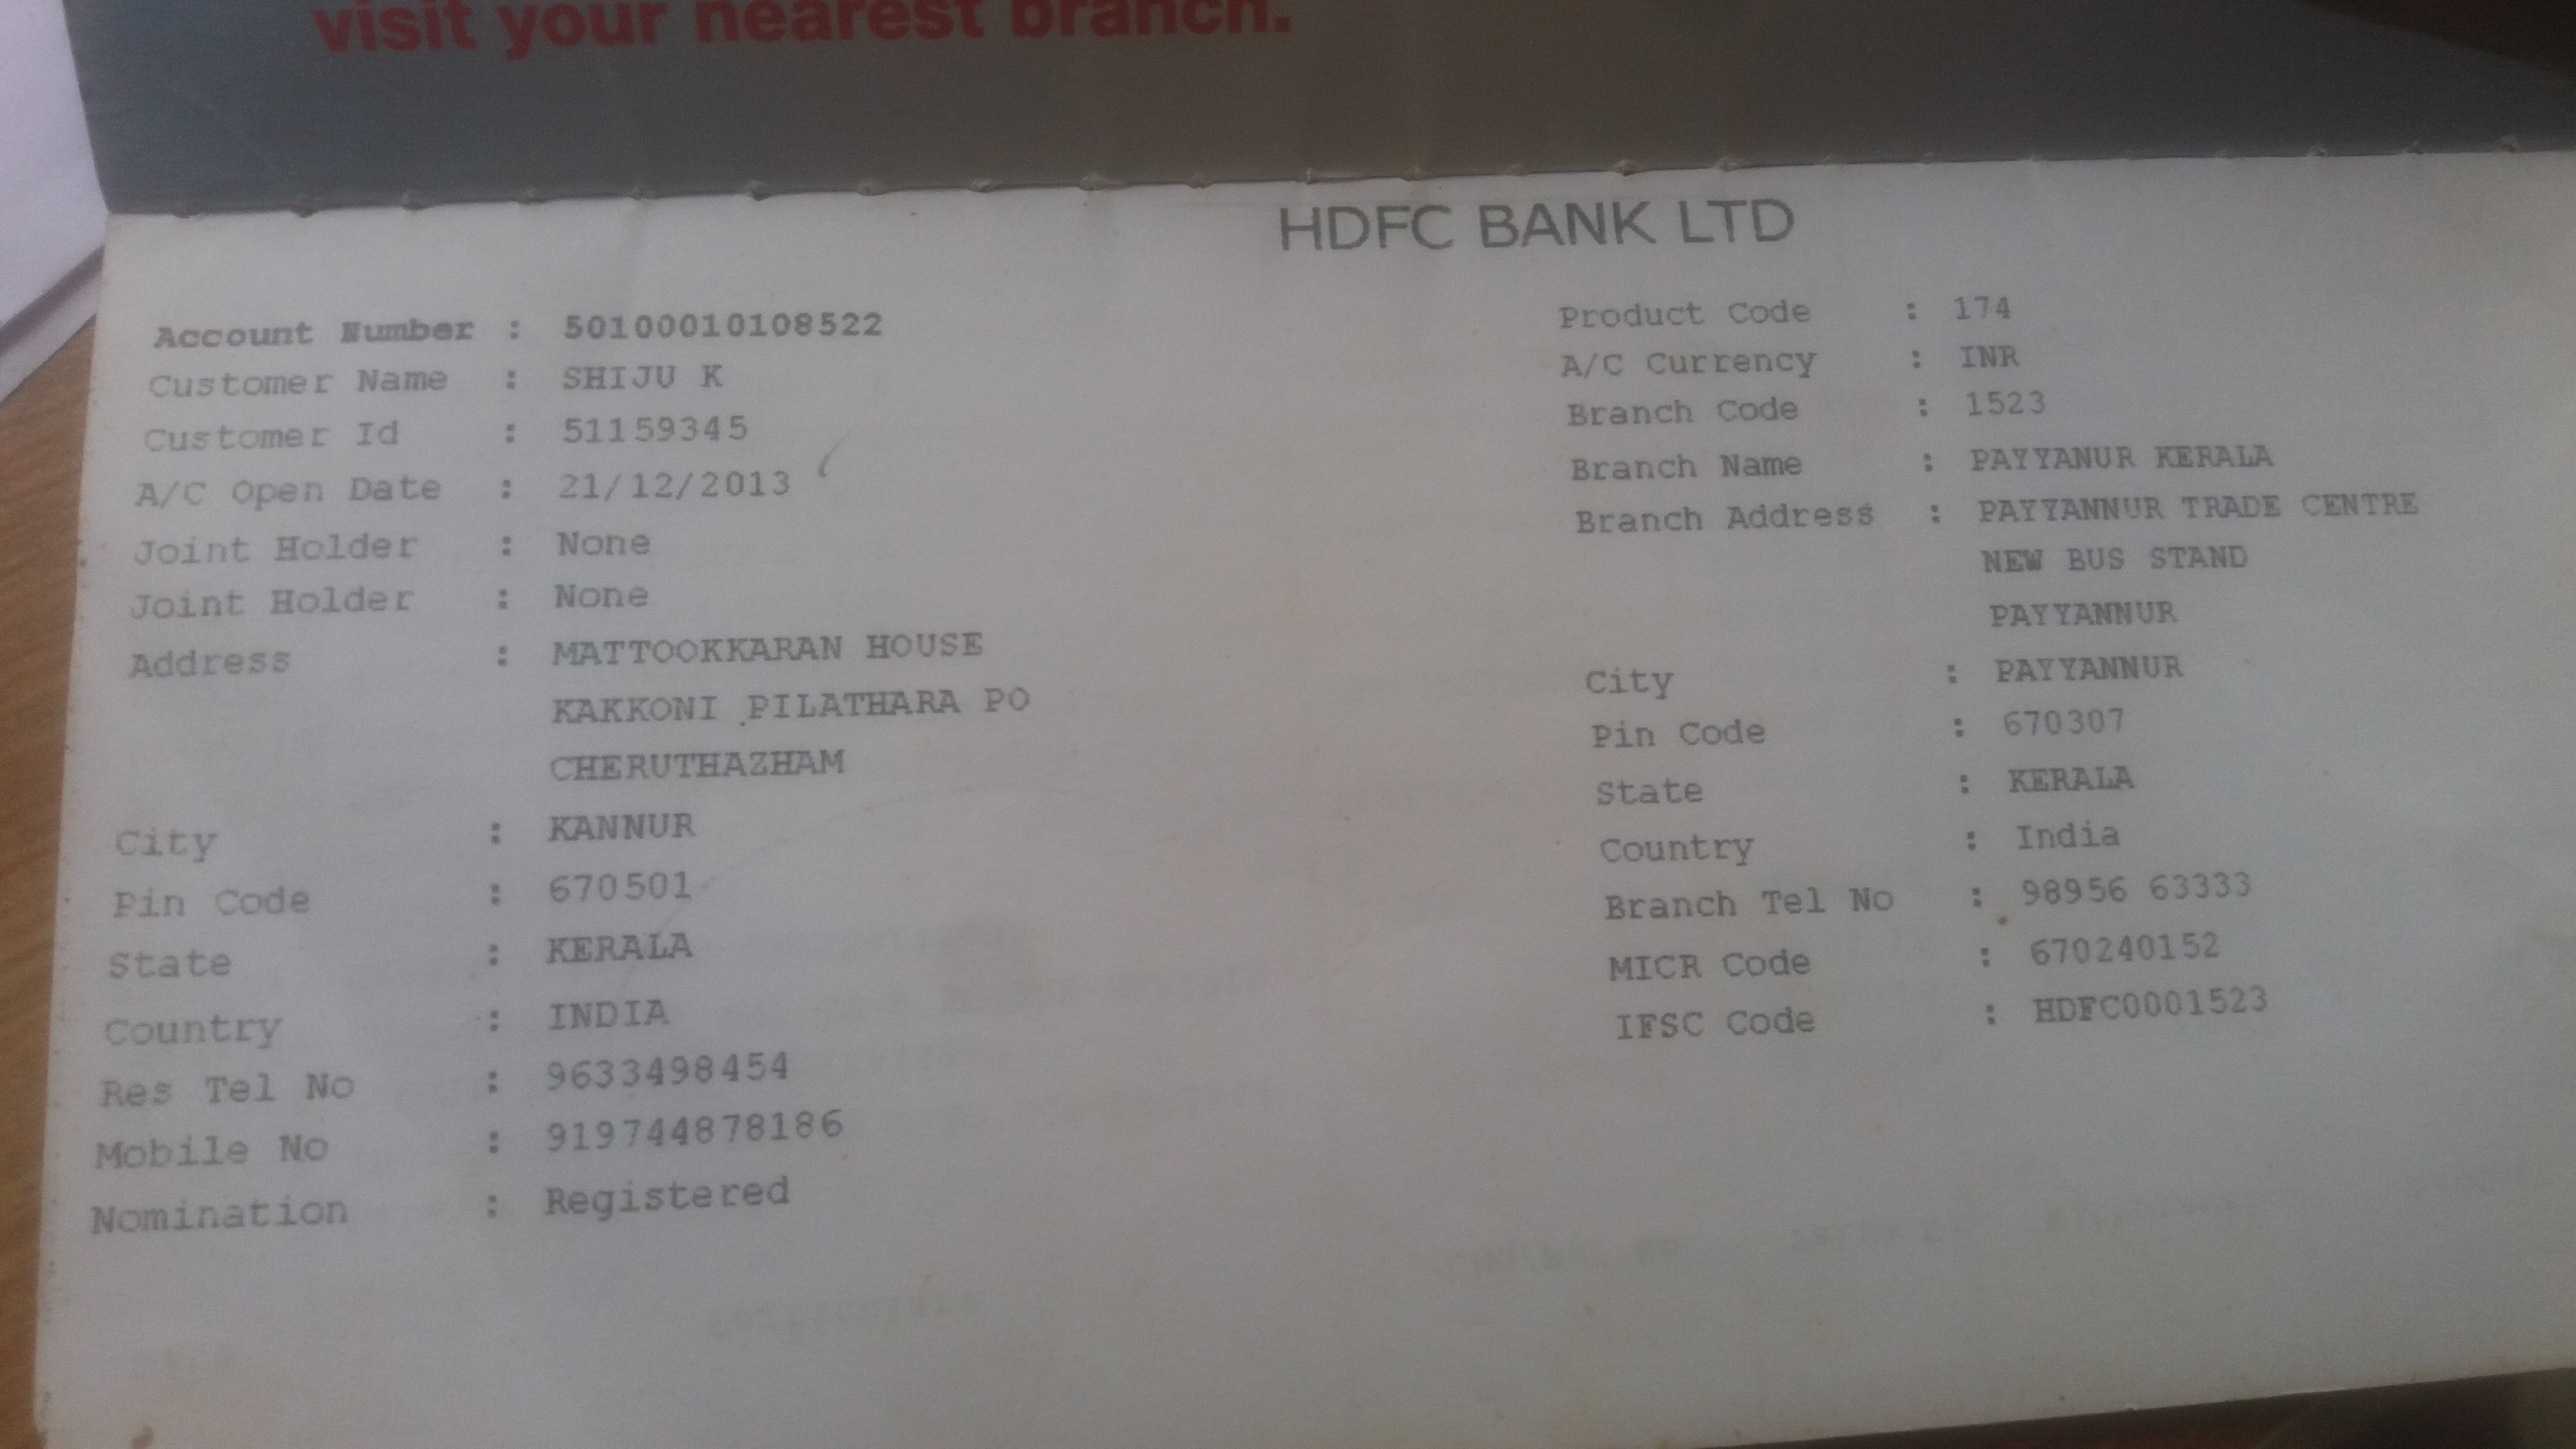 visit your nearest branch.
HDFC BANK LTD
Account Number : 50100010108522
Customer Name : SHIJU K
Customer Id : 51159345
A/C Open Date : 21/12/2013
Joint Holder : None
Joint Holder : None
Address : MATTOOKKARAN HOUSE
KAKKONI PILATHARA PO
CHERUTHAZHAM
City : KANNUR
Pin Code : 670501
State : KERALA
Country : INDIA
Res Tel No : 9633498454
Mobile No : 919744878186
Nomination : Registered
Product Code : 174
A/C Currency : INR
Branch Code : 1523
Branch Name : PAYYANUR KERALA
Branch Address : PAYYANNUR TRADE CENTRE
NEW BUS STAND
PAYYANNUR
City : PAYYANNUR
Pin Code : 670307
State : KERALA
Country : India
Branch Tel No : 98956 63333
MICR Code : 670240152
IFSC Code : HDFC0001523